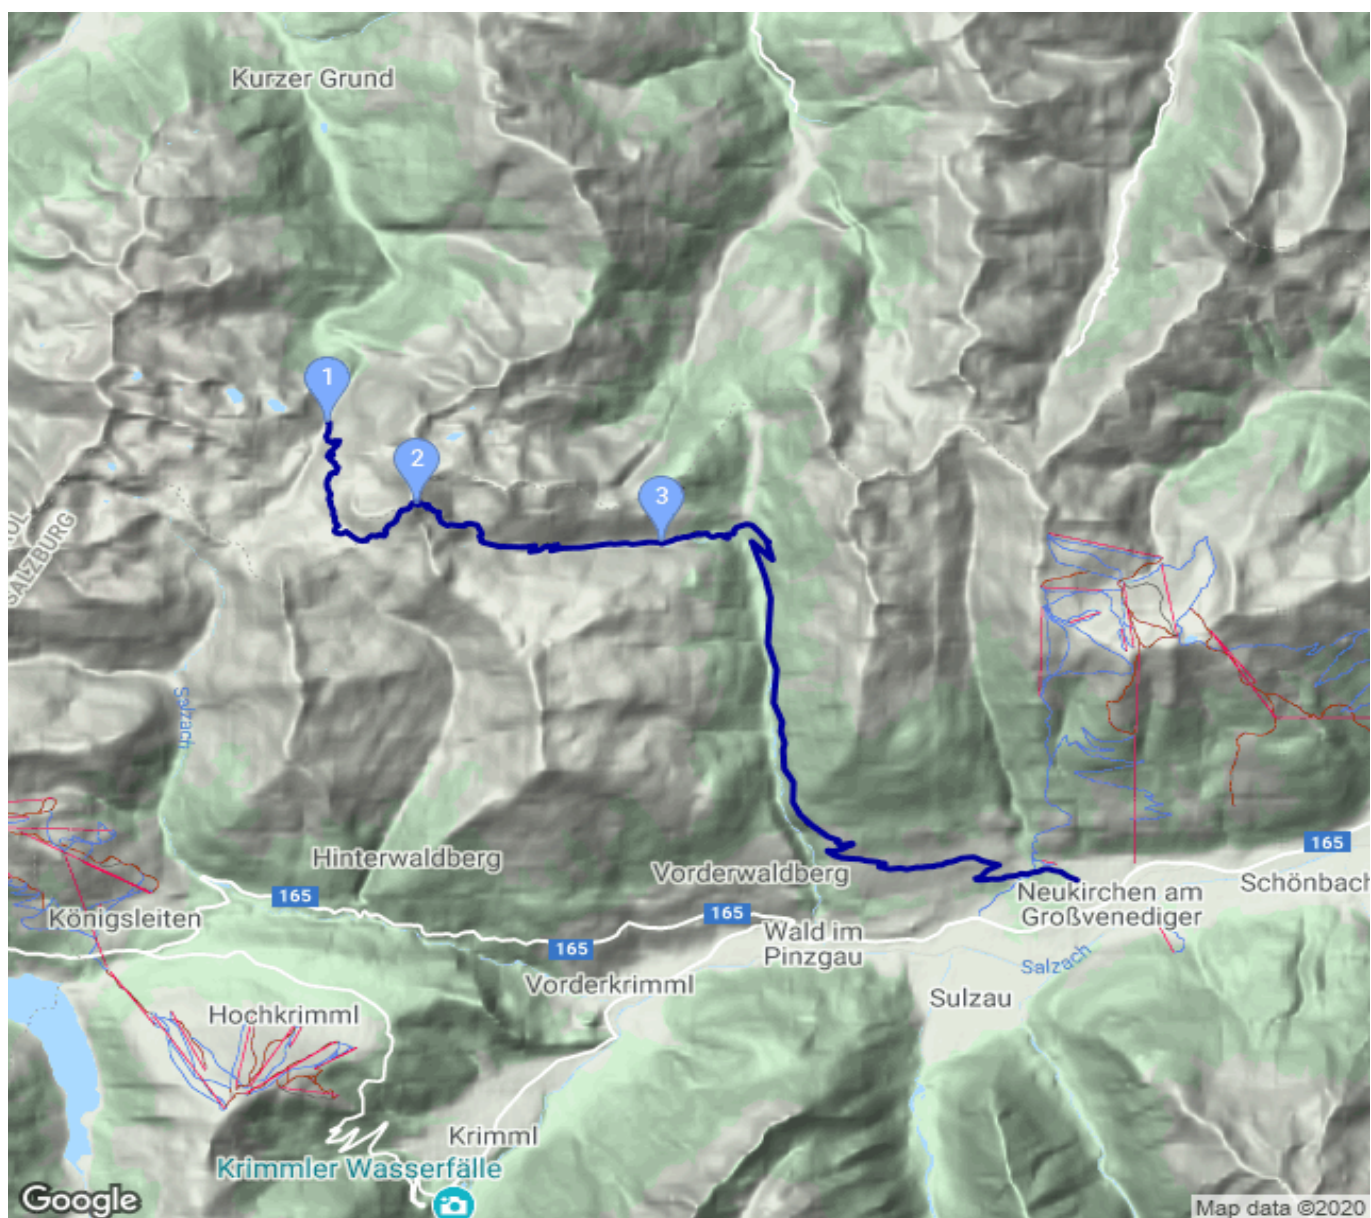 Kurzer Grund
1
2
3
TIROL
SALZBURG
Salzach
165
Hinterwaldberg
Vorderwaldberg
165
Schönbach
Neukirchen am
Großvenediger
Königsleiten
165
165
Wald im
Pinzgau
Salzach
Vorderkrimml
Sulzau
Hochkrimml
Krimml
Krimmler Wasserfälle
Google
Map data ©2020